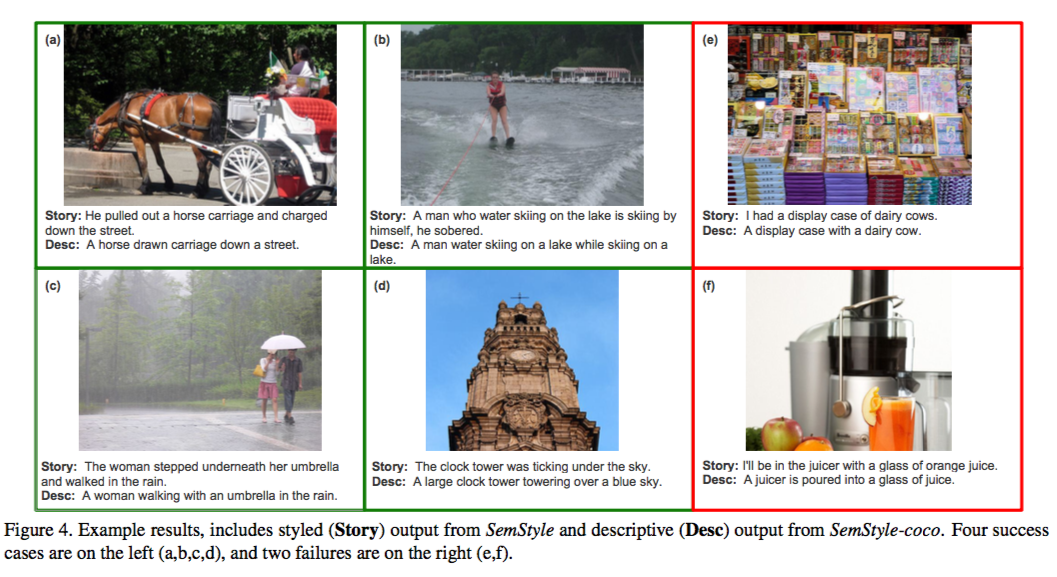 (a)
Story: He pulled out a horse carriage and charged
down the street.
Desc: A horse drawn carriage down a street.
(b)
Story: A man who water skiing on the lake is skiing by
himself, he sobered.
Desc: A man water skiing on a lake while skiing on a
lake.
(e)
Story: I had a display case of dairy cows.
Desc: A display case with a dairy cow.
(c)
Story: The woman stepped underneath her umbrella
and walked in the rain.
Desc: A woman walking with an umbrella in the rain.
(d)
Story: The clock tower was ticking under the sky.
Desc: A large clock tower towering over a blue sky.
(f)
Story: I'll be in the juicer with a glass of orange juice.
Desc: A juicer is poured into a glass of juice.
Figure 4. Example results, includes styled (Story) output from SemStyle and descriptive (Desc) output from SemStyle-coco. Four success
cases are on the left (a,b,c,d), and two failures are on the right (e,f).